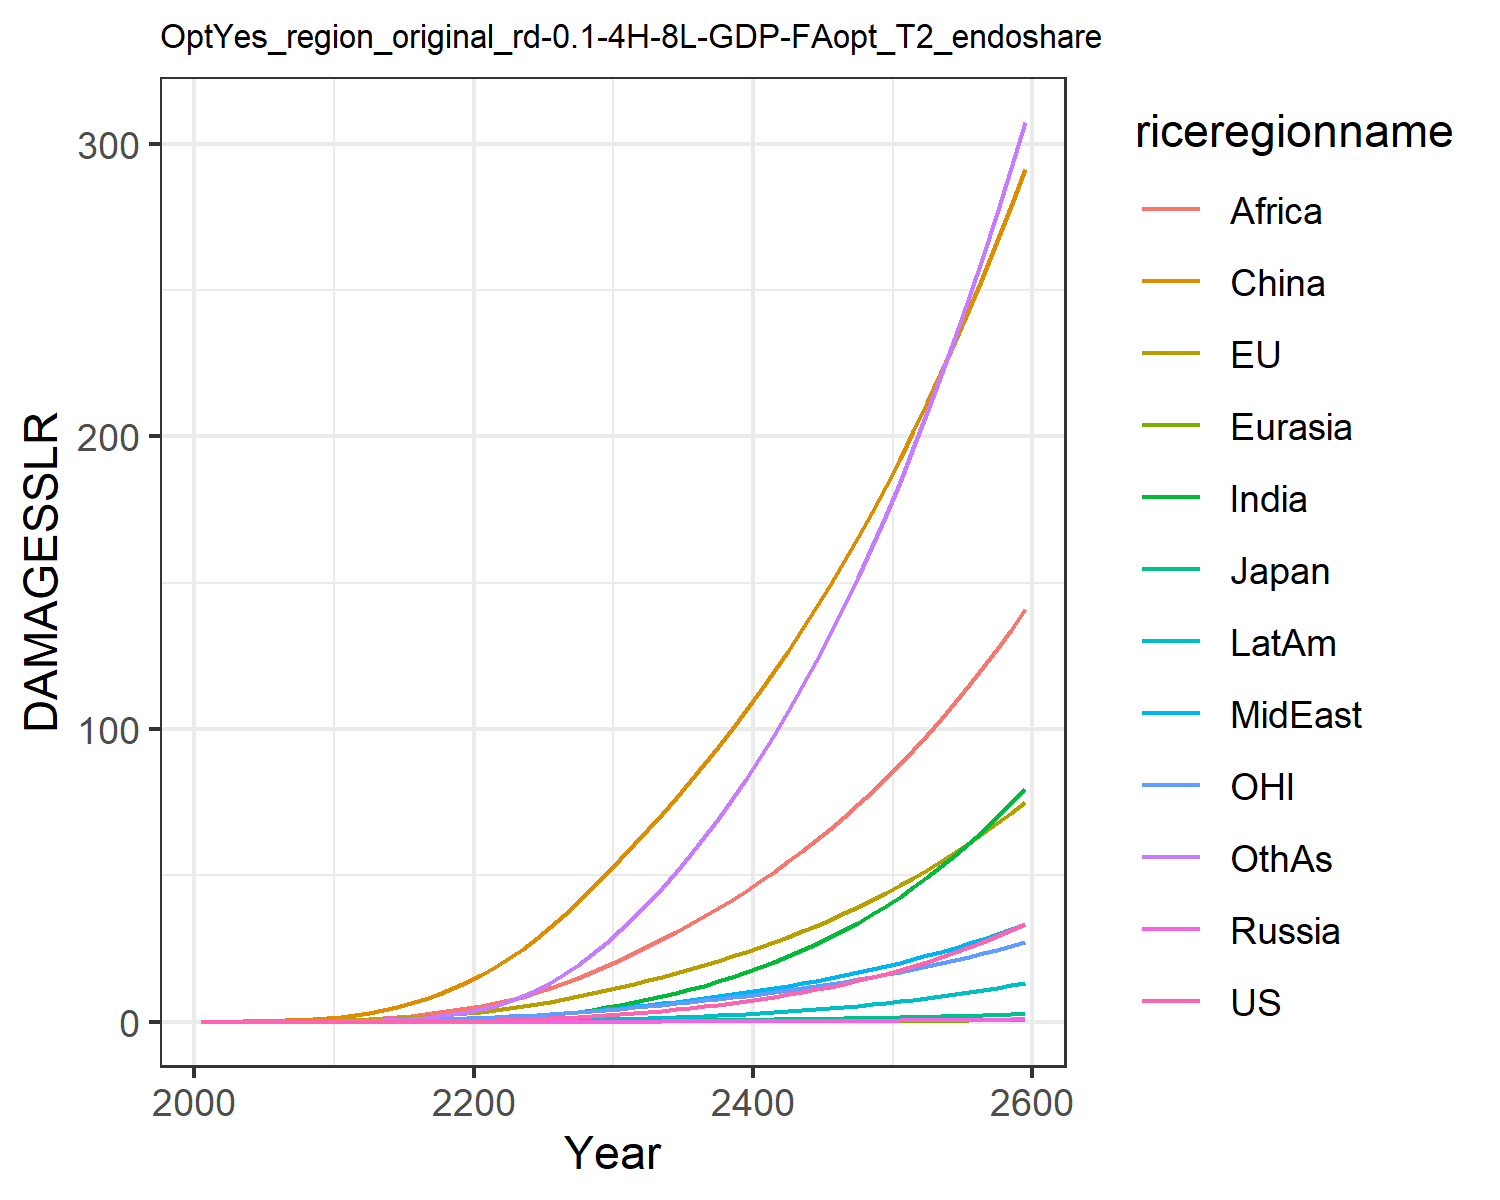 OptYes_region_original_rd-0.1-4H-8L-GDP-FAopt_T2_endoshare
300
200
100
0
DAMAGESSLR
2000 2200 2400 2600
Year
riceregionname
Africa
China
EU
Eurasia
India
Japan
LatAm
MidEast
OHI
OthAs
Russia
US